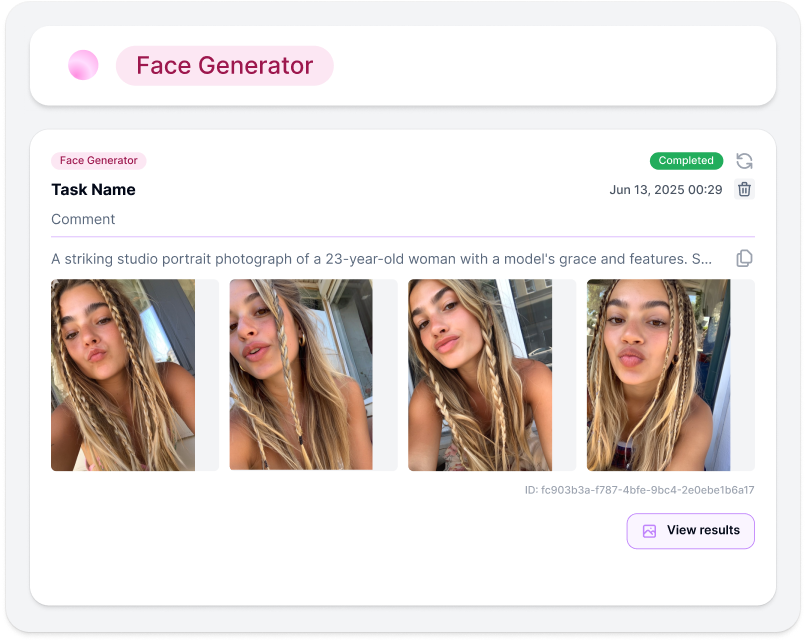 Face Generator
Face Generator
Completed
Task Name
Jun 13, 2025 00:29
Comment
A striking studio portrait photograph of a 23-year-old woman with a model's grace and features. S...
ID: fc903b3a-f787-4bfe-9bc4-2e0ebe1b6a17
View results